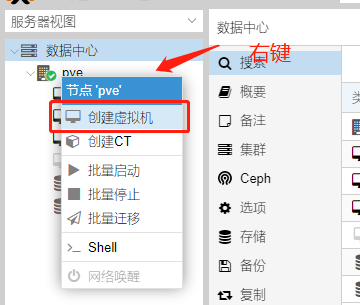 服务器视图
数据中心
pve
节点 'pve'
创建虚拟机
创建CT
批量启动
批量停止
批量迁移
Shell
网络唤醒
数据中心
右键
搜索
概要
备注
集群
Ceph
选项
存储
备份
复制